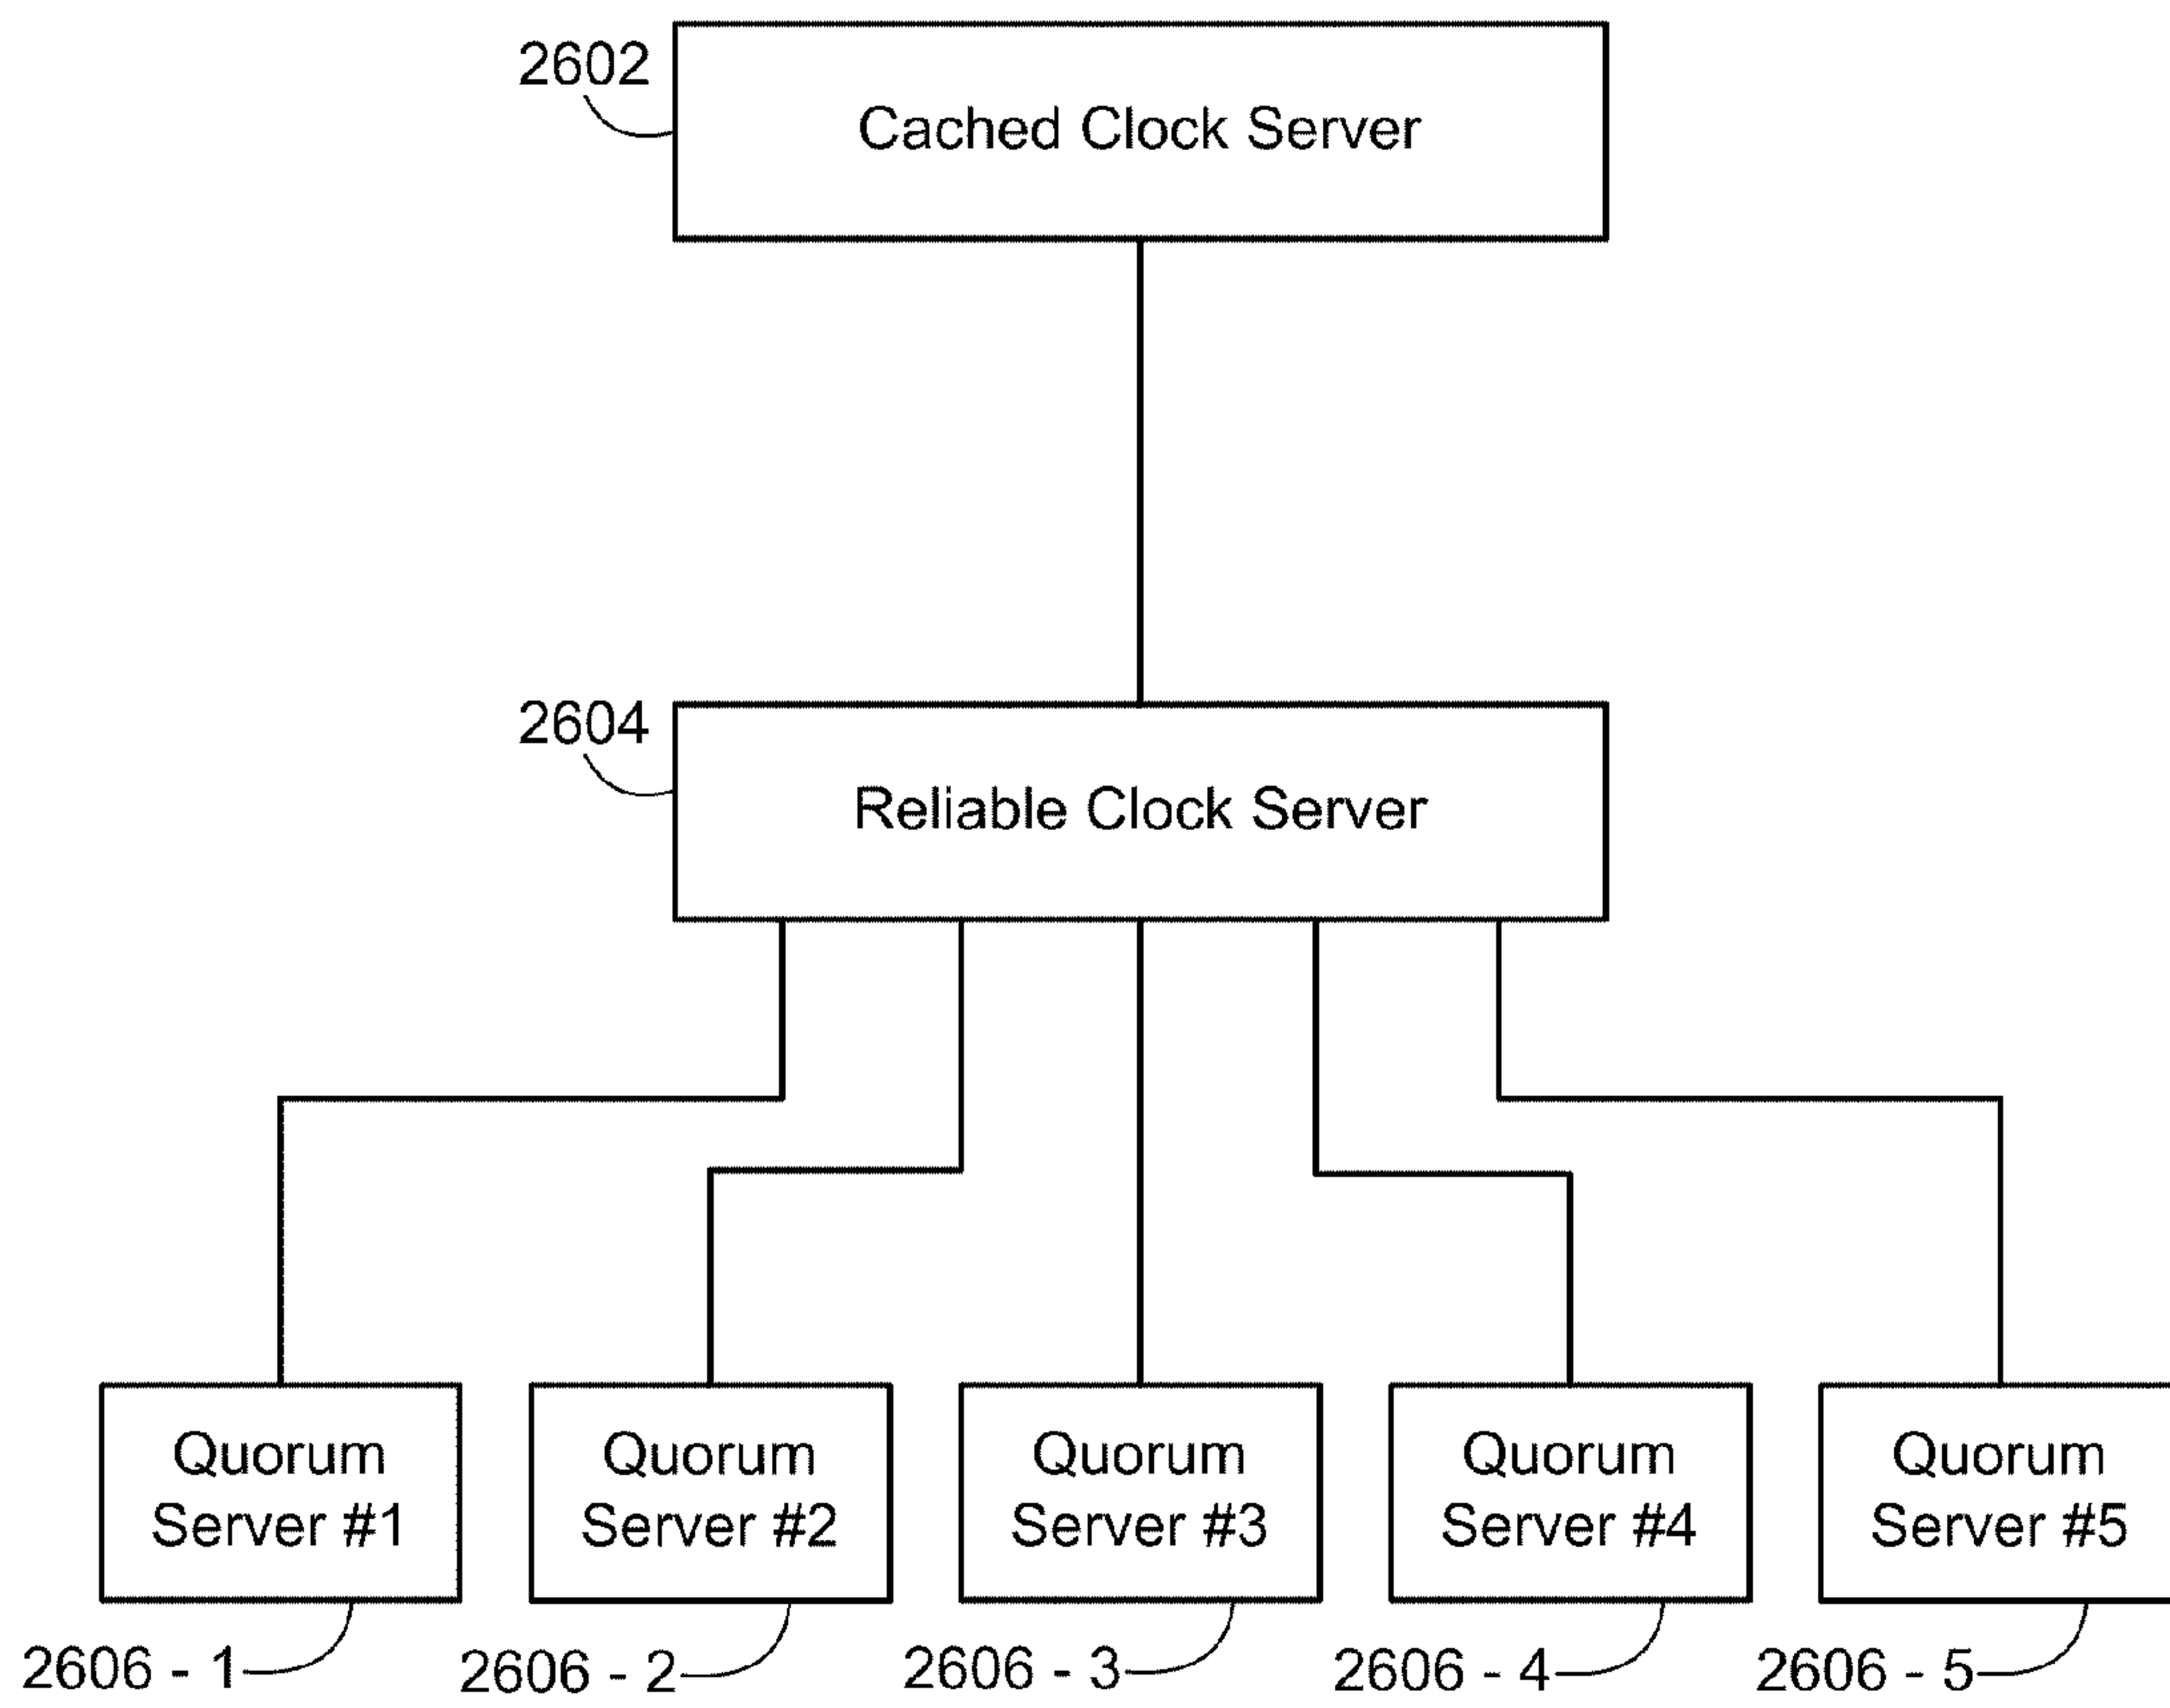 2602
Cached Clock Server
2604
Reliable Clock Server
Quorum
Server #1
Quorum
Server #2
Quorum
Server #3
Quorum
Server #4
Quorum
Server #5
2606 - 1
2606 - 2
2606 - 3
2606 - 4
2606 - 5